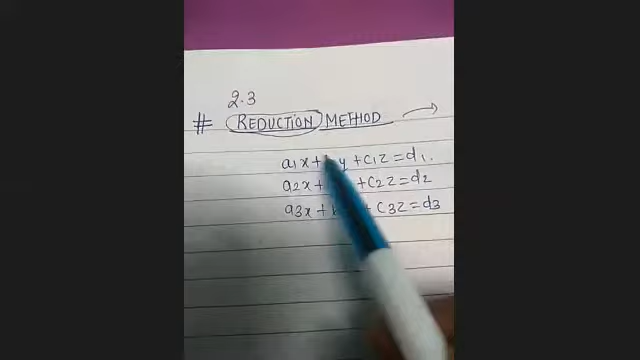 2.3
# REDUCTION METHOD →
a1x + y + c1z = d1.
a2x + + c2z = d2
a3x + + c3z = d3